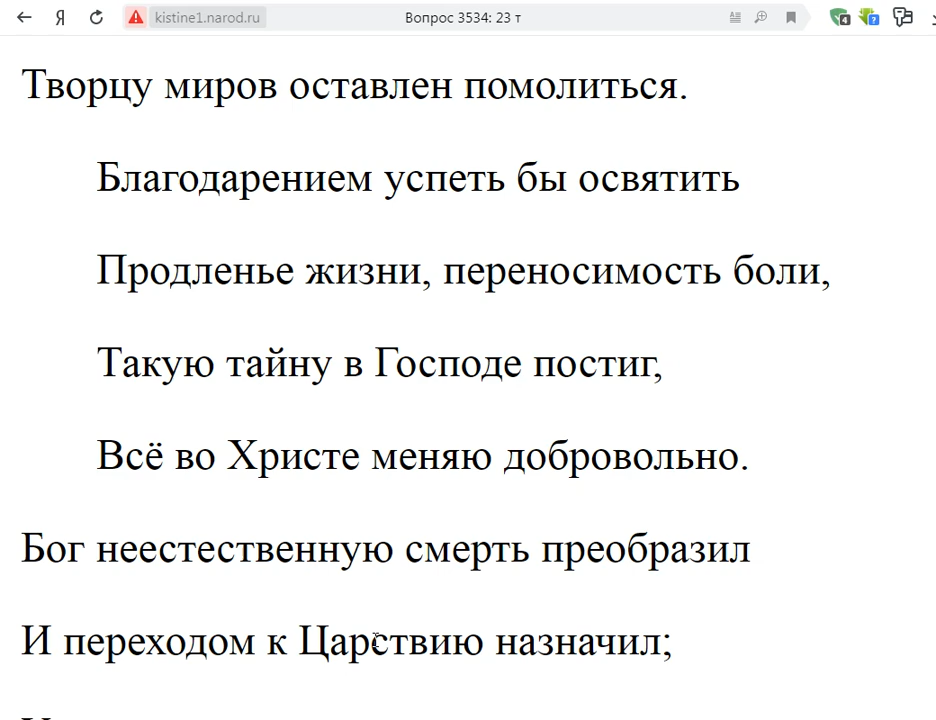 Я
kistine1.narod.ru
Вопрос 3534: 23 т
4
?
Творцу миров оставлен помолиться.
Благодарением успеть бы освятить
Продленье жизни, переносимость боли,
Такую тайну в Господе постиг,
Всё во Христе меняю добровольно.
Бог неестественную смерть преобразил
И переходом к Царствию назначил;